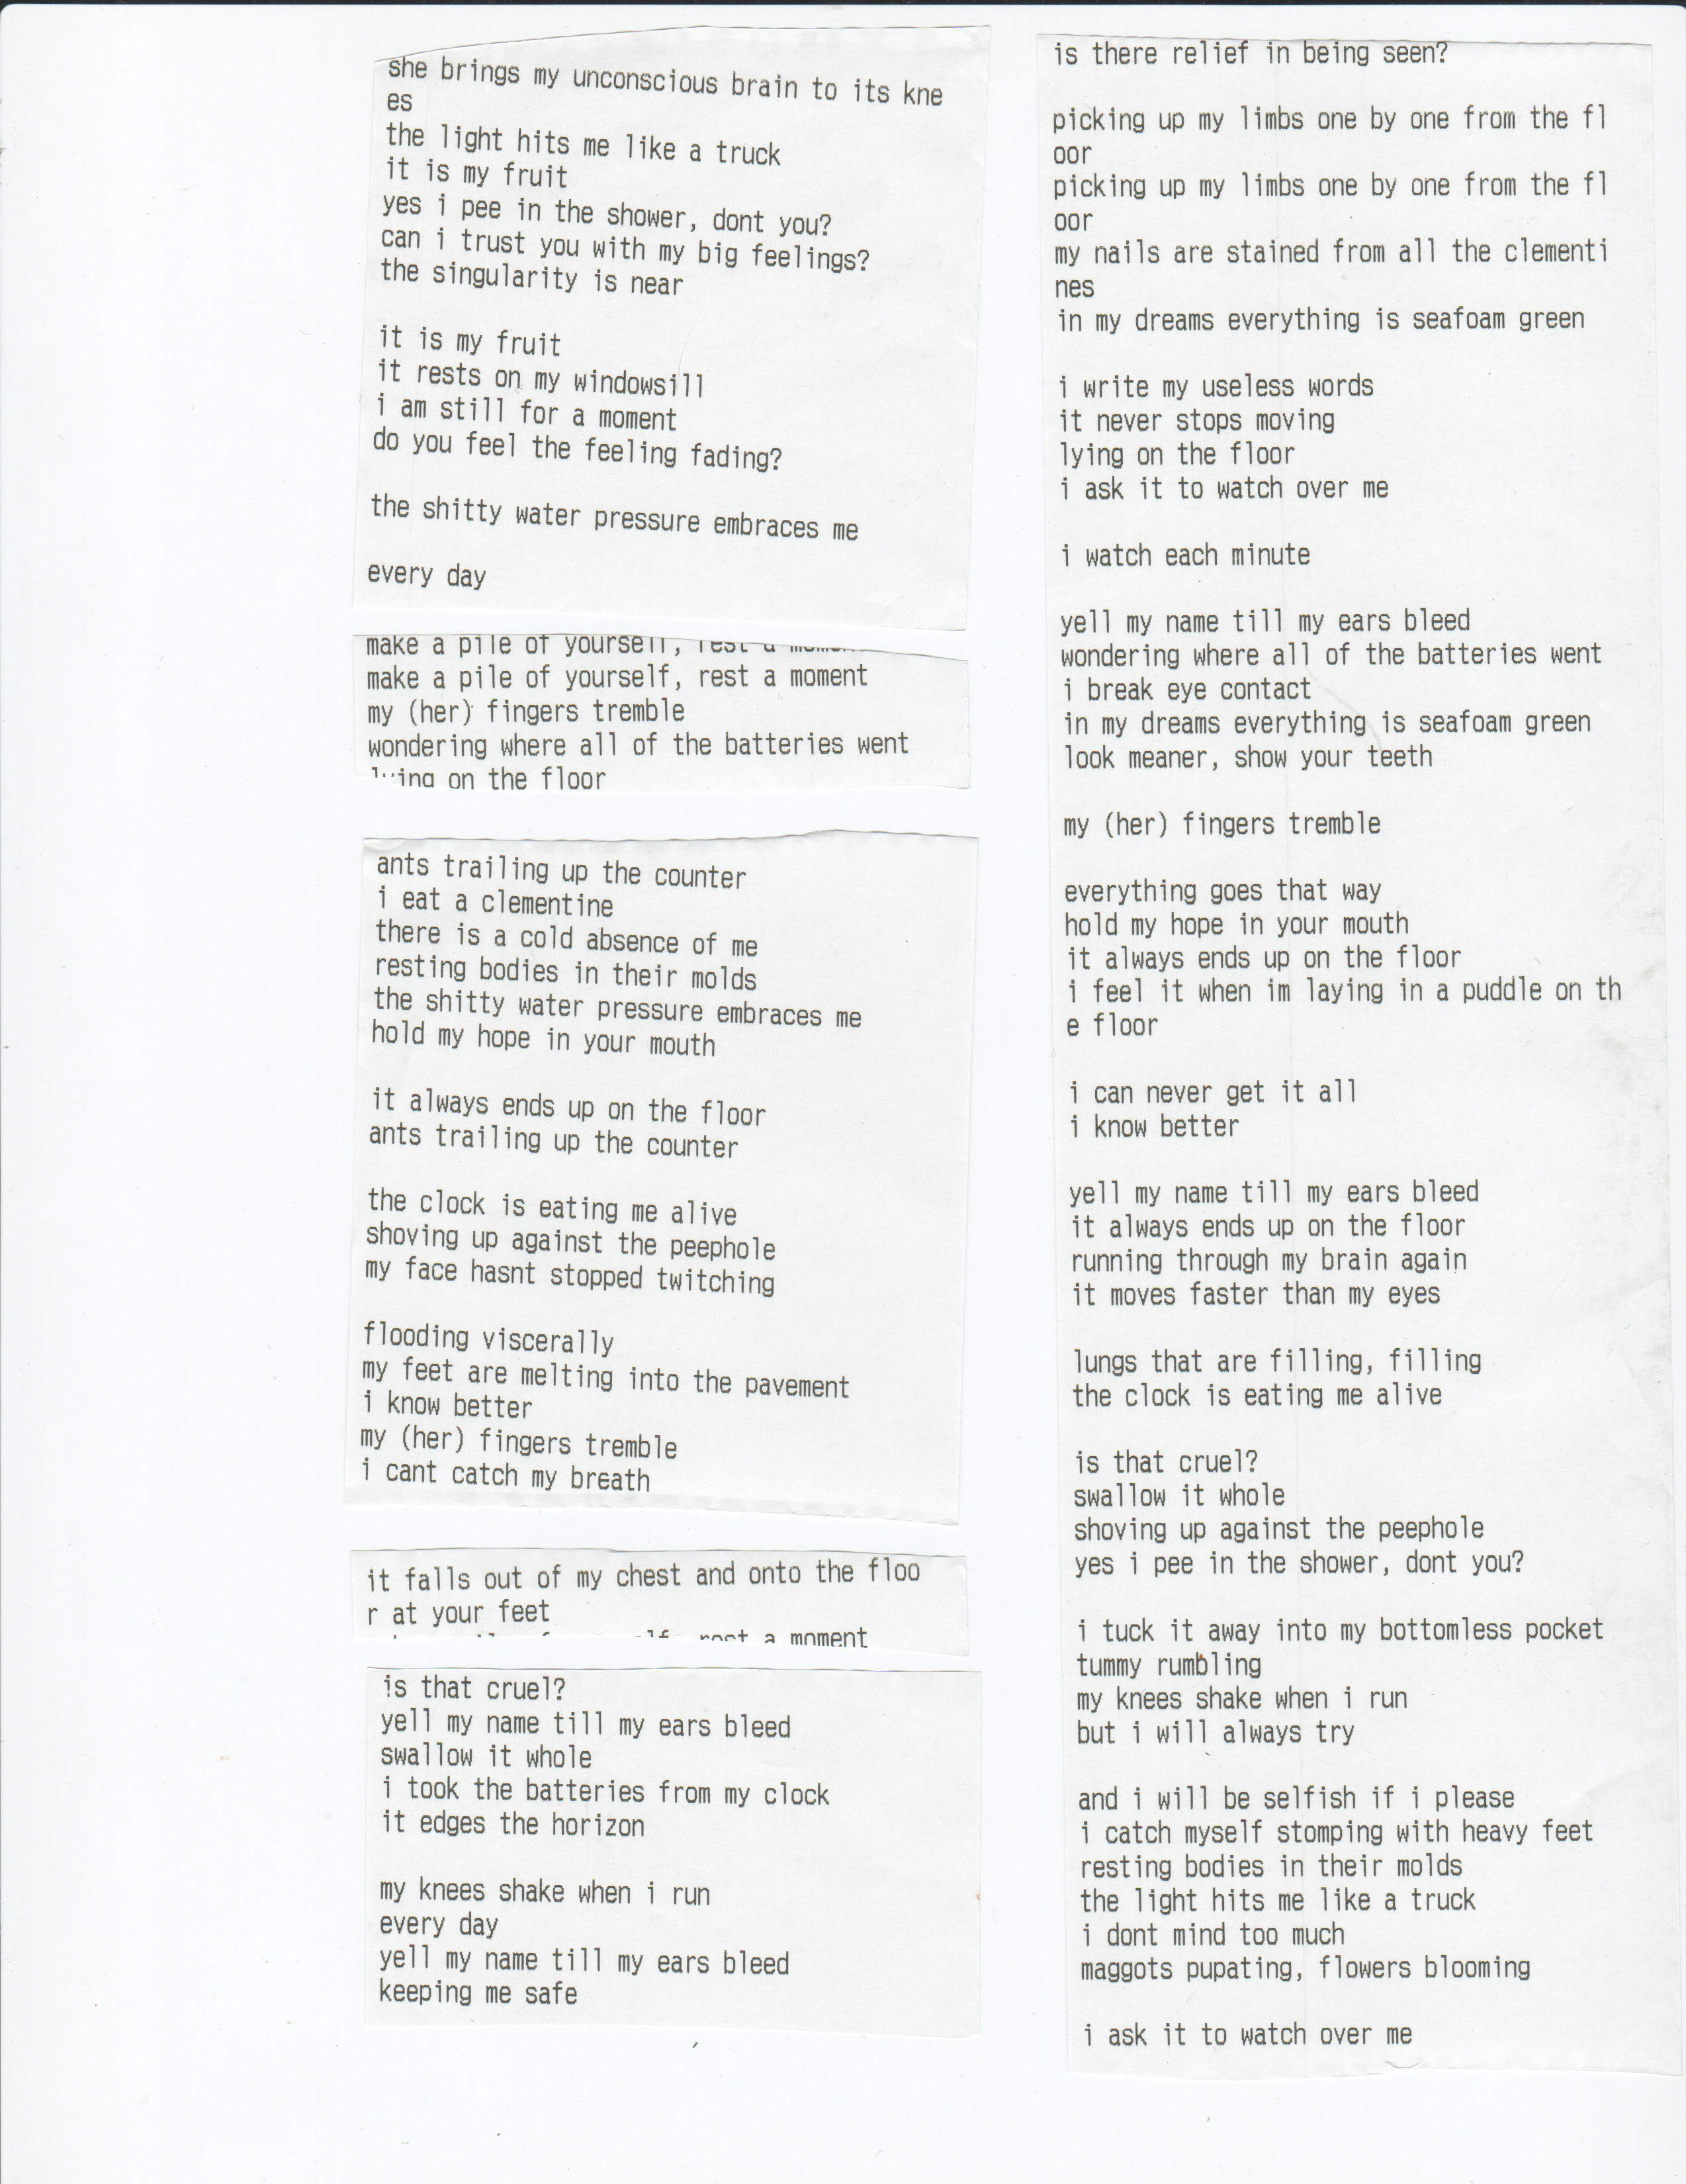 she brings my unconscious brain to its kne
es
the light hits me like a truck
it is my fruit
yes i pee in the shower, dont you?
can i trust you with my big feelings?
the singularity is near
it is my fruit
it rests on my windowsill
i am still for a moment
do you feel the feeling fading?
the shitty water pressure embraces me
every day
make a pile of yourself, rest a
make a pile of yourself, rest a moment
my (her) fingers tremble
wondering where all of the batteries went
lying on the floor
ants trailing up the counter
i eat a clementine
there is a cold absence of me
resting bodies in their molds
the shitty water pressure embraces me
hold my hope in your mouth
it always ends up on the floor
ants trailing up the counter
the clock is eating me alive
shoving up against the peephole
my face hasnt stopped twitching
flooding viscerally
my feet are melting into the pavement
i know better
my (her) fingers tremble
i cant catch my breath
it falls out of my chest and onto the floo
r at your feet
rest a moment
is that cruel?
yell my name till my ears bleed
swallow it whole
i took the batteries from my clock
it edges the horizon
my knees shake when i run
every day
yell my name till my ears bleed
keeping me safe
is there relief in being seen?
picking up my limbs one by one from the fl
oor
picking up my limbs one by one from the fl
oor
my nails are stained from all the clementi
nes
in my dreams everything is seafoam green
i write my useless words
it never stops moving
lying on the floor
i ask it to watch over me
i watch each minute
yell my name till my ears bleed
wondering where all of the batteries went
i break eye contact
in my dreams everything is seafoam green
look meaner, show your teeth
my (her) fingers tremble
everything goes that way
hold my hope in your mouth
it always ends up on the floor
i feel it when im laying in a puddle on th
e floor
i can never get it all
i know better
yell my name till my ears bleed
it always ends up on the floor
running through my brain again
it moves faster than my eyes
lungs that are filling, filling
the clock is eating me alive
is that cruel?
swallow it whole
shoving up against the peephole
yes i pee in the shower, dont you?
i tuck it away into my bottomless pocket
tummy rumbling
my knees shake when i run
but i will always try
and i will be selfish if i please
i catch myself stomping with heavy feet
resting bodies in their molds
the light hits me like a truck
i dont mind too much
maggots pupating, flowers blooming
i ask it to watch over me